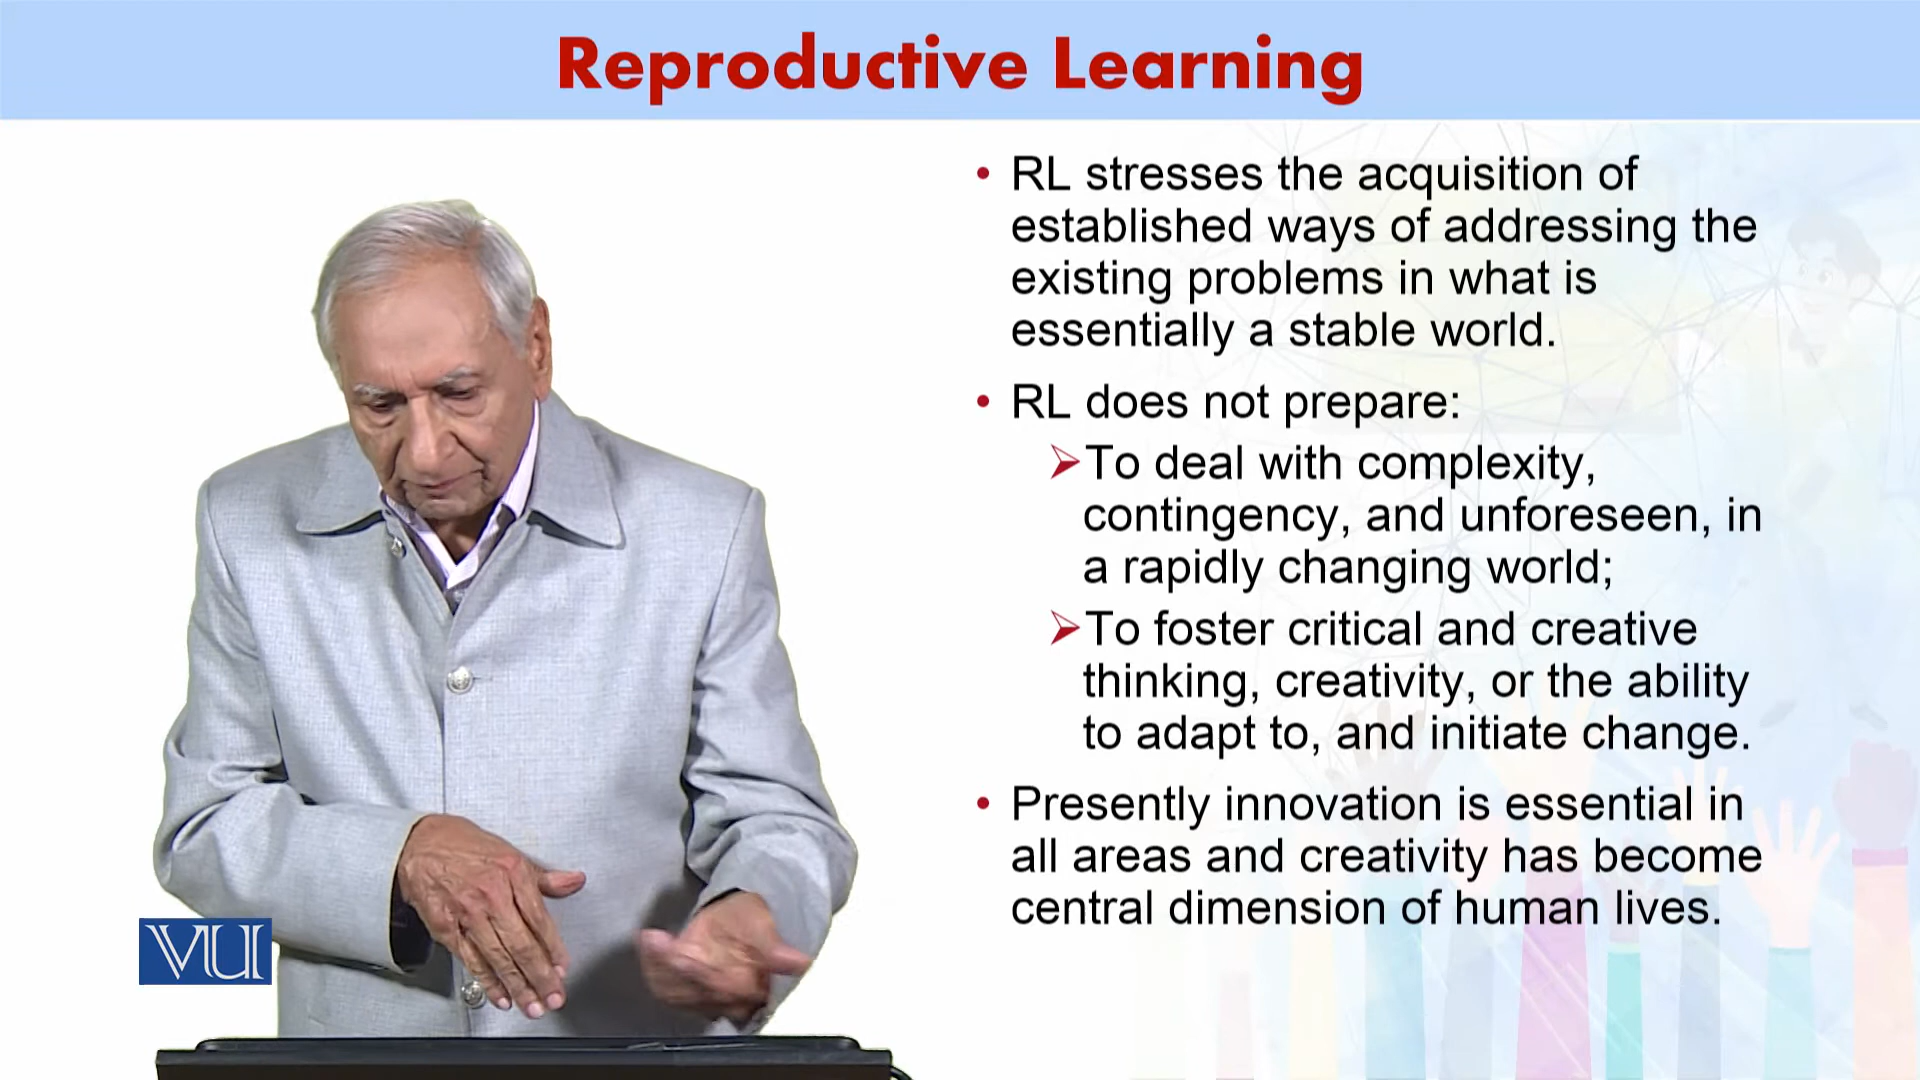 Reproductive Learning
• RL stresses the acquisition of
established ways of addressing the
existing problems in what is
essentially a stable world.
• RL does not prepare:
➢To deal with complexity,
contingency, and unforeseen, in
a rapidly changing world;
➢To foster critical and creative
thinking, creativity, or the ability
to adapt to, and initiate change.
• Presently innovation is essential in
all areas and creativity has become
central dimension of human lives.
VU